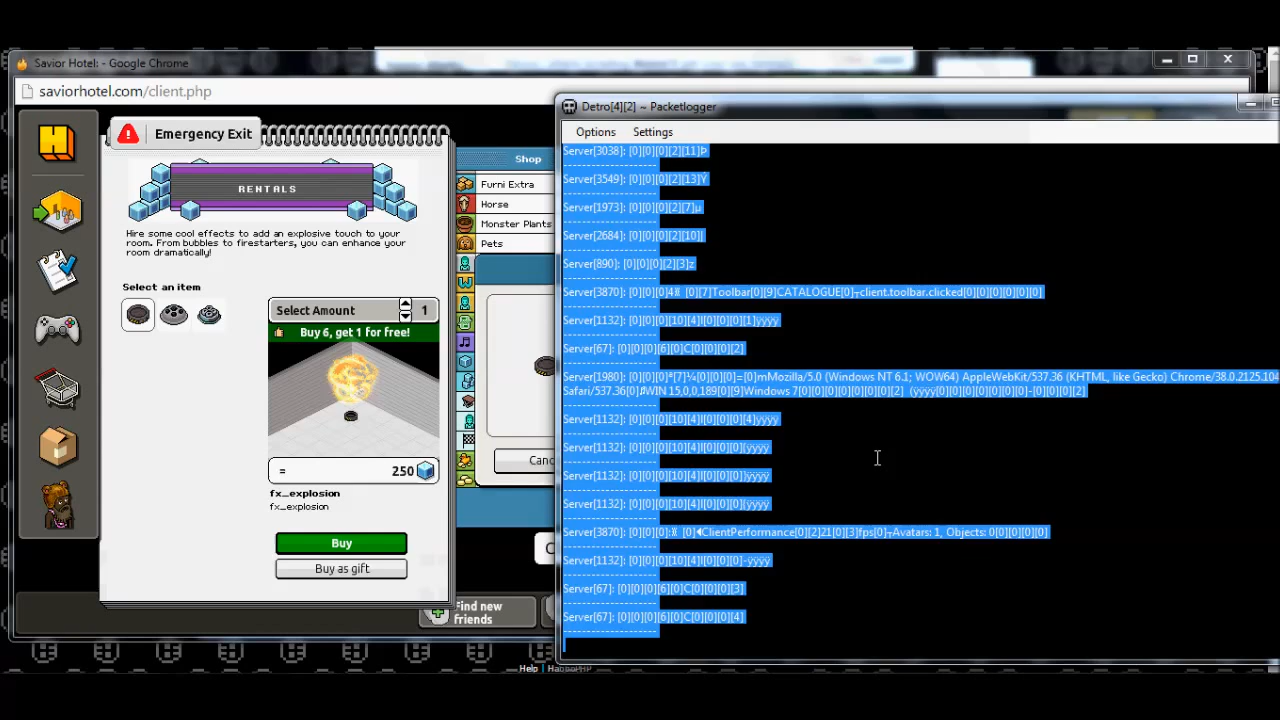 Savior Hotel: - Google Chrome
saviorhotel.com/client.php
Emergency Exit
RENTALS
Hire some cool effects to add an explosive touch to your
room. From bubbles to firestarters, you can enhance your
room dramatically!
Select an item
Select Amount 1
Buy 6, get 1 for free!
= 250
fx_explosion
fx_explosion
Buy
Buy as gift
Shop
Furni Extra
Horse
Monster Plants
Pets
Canc
C
Find new
friends
Help | HabboPHP
Detro[4][2] ~ Packetlogger
Options Settings
Server[3038]: [0][0][0][2][11]Þ
--------------------
Server[3549]: [0][0][0][2][13]Ý
--------------------
Server[1973]: [0][0][0][2][7]µ
--------------------
Server[2684]: [0][0][0][2][10]|
--------------------
Server[890]: [0][0][0][2][3]z
--------------------
Server[3870]: [0][0][0]4 [0][7]Toolbar[0][9]CATALOGUE[0]┬client.toolbar.clicked[0][0][0][0][0][0]
--------------------
Server[1132]: [0][0][0][10][4]l[0][0][0][1]ÿÿÿÿ
--------------------
Server[67]: [0][0][0][6][0]C[0][0][0][2]
--------------------
Server[1980]: [0][0][0]ª[7]¼[0][0][0]=[0]mMozilla/5.0 (Windows NT 6.1; WOW64) AppleWebKit/537.36 (KHTML, like Gecko) Chrome/38.0.2125.104
Safari/537.36[0] WIN 15,0,0,189[0][9]Windows 7[0][0][0][0][0][0][2] (ÿÿÿÿ[0][0][0][0][0][0]-[0][0][0][2]
--------------------
Server[1132]: [0][0][0][10][4]l[0][0][0][4]ÿÿÿÿ
--------------------
Server[1132]: [0][0][0][10][4]l[0][0][0] ÿÿÿÿ
--------------------
Server[1132]: [0][0][0][10][4]l[0][0][0] ÿÿÿÿ
--------------------
Server[1132]: [0][0][0][10][4]l[0][0][0] ÿÿÿÿ
--------------------
Server[3870]: [0][0][0]: [0] ClientPerformance[0][2]21[0][3]fps[0]┬Avatars: 1, Objects: 0[0][0][0][0]
--------------------
Server[1132]: [0][0][0][10][4]l[0][0][0]-ÿÿÿÿ
--------------------
Server[67]: [0][0][0][6][0]C[0][0][0][3]
--------------------
Server[67]: [0][0][0][6][0]C[0][0][0][4]
--------------------